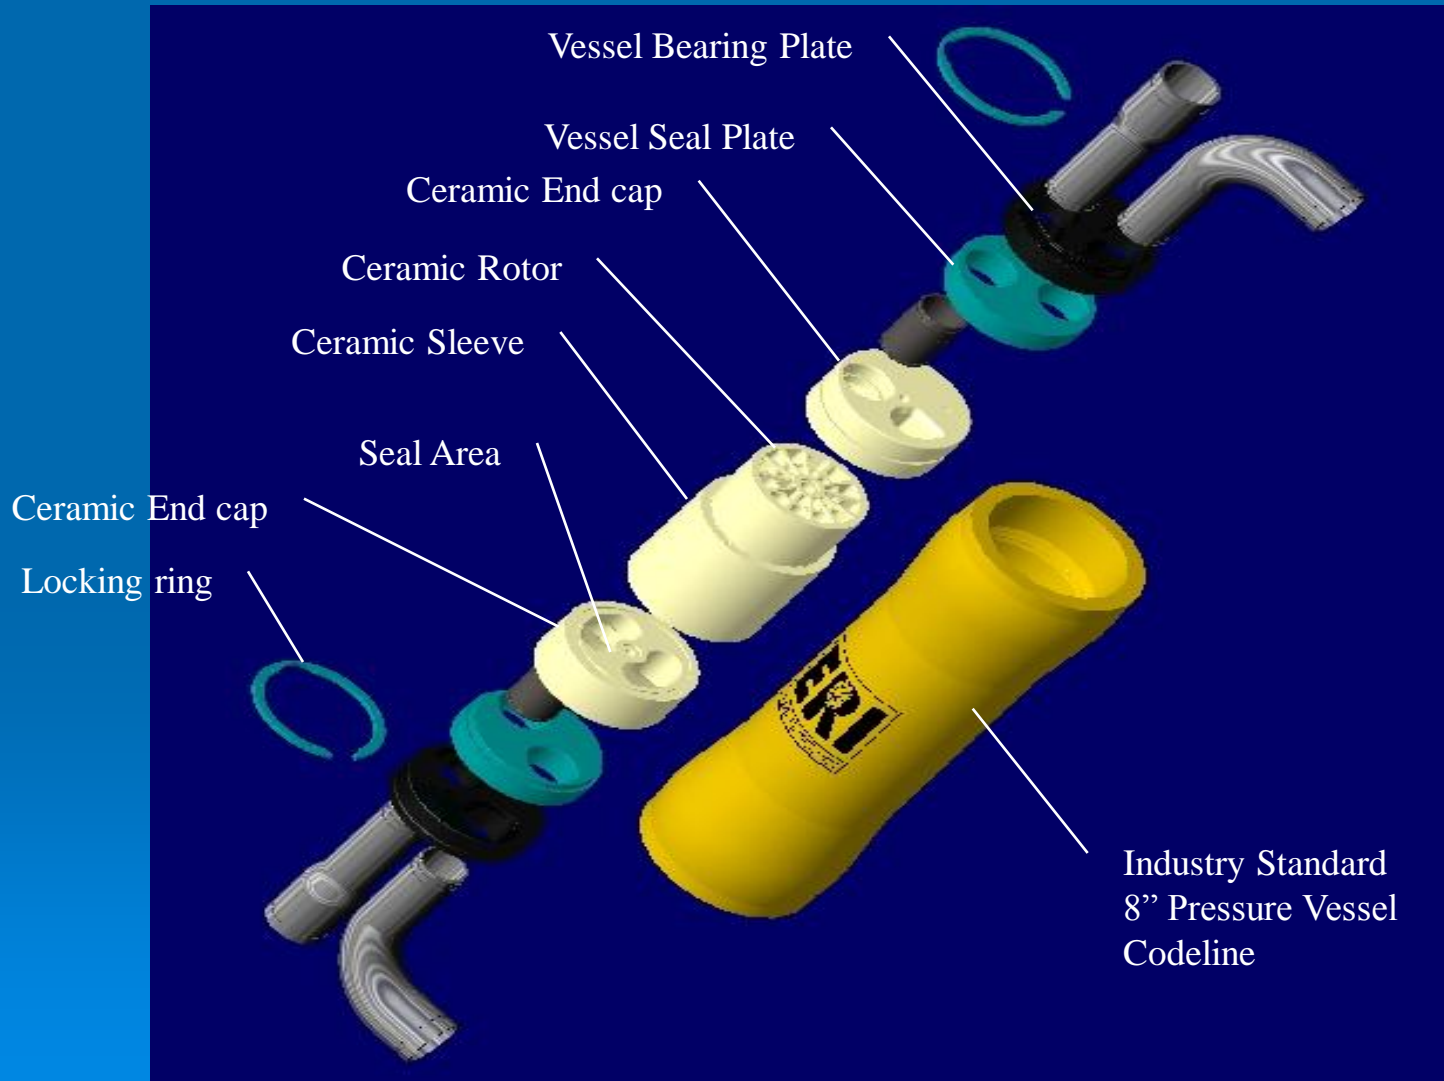 Vessel Bearing Plate
Vessel Seal Plate
Ceramic End cap
Ceramic Rotor
Ceramic Sleeve
Seal Area
Ceramic End cap
Locking ring
ERI
Industry Standard
8” Pressure Vessel
Codeline